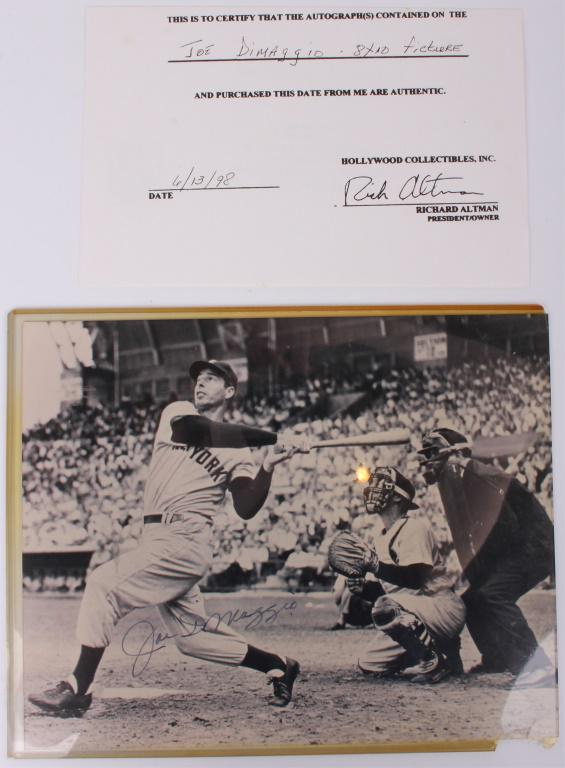 THIS IS TO CERTIFY THAT THE AUTOGRAPH(S) CONTAINED ON THE
Joe DiMaggio - 8x10 Picture
AND PURCHASED THIS DATE FROM ME ARE AUTHENTIC.
HOLLYWOOD COLLECTIBLES, INC.
6/13/98
Rich Altman
DATE
RICHARD ALTMAN
PRESIDENT/OWNER
NEW YORK
Joe DiMaggio